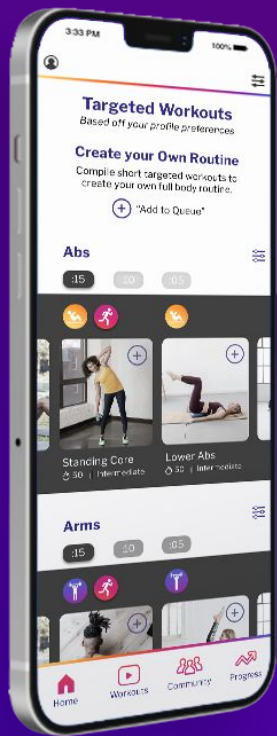 3:33 PM
100%
Targeted Workouts
Based off your profile preferences
Create your Own Routine
Compile short targeted workouts to
create your own full body routine.
"Add to Queue"
Abs
:15 :10 :05
Standing Core
50 | Intermediate
Lower Abs
50 | Intermediate
Arms
:15 :10 :05
Home
Workouts
Community
Progress